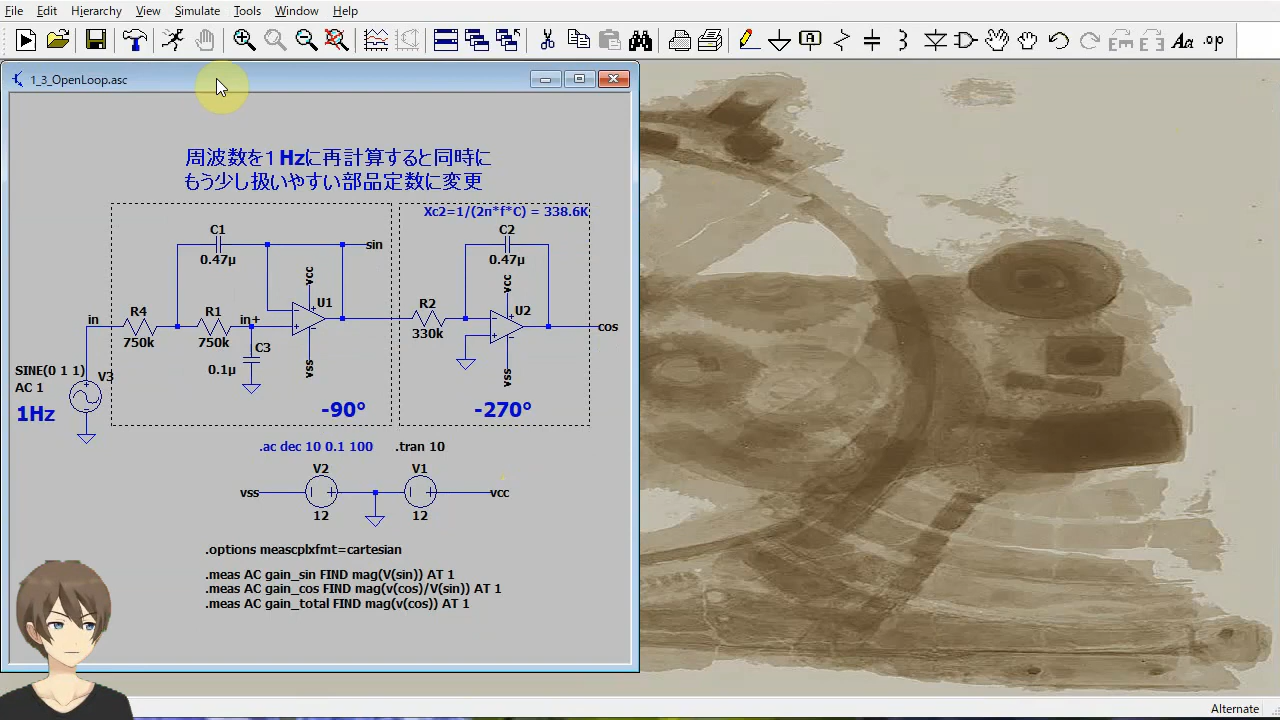 File Edit Hierarchy View Simulate Tools Window Help
Aa .op
1_3_OpenLoop.asc
周波数を1Hzに再計算すると同時に
もう少し扱いやすい部品定数に変更
Xc2=1/(2π*f*C) = 338.6K
C1
0.47µ
sin
C2
0.47µ
vcc
vcc
in
R4
750k
R1
750k
in+
U1
R2
330k
U2
cos
C3
0.1µ
vss
vss
SINE(0 1 1)
V3
AC 1
1Hz
-90°
-270°
.ac dec 10 0.1 100
.tran 10
V2
V1
vss
vcc
12
12
.options meascplxfmt=cartesian
.meas AC gain_sin FIND mag(V(sin)) AT 1
.meas AC gain_cos FIND mag(v(cos)/V(sin)) AT 1
.meas AC gain_total FIND mag(v(cos)) AT 1
Alternate